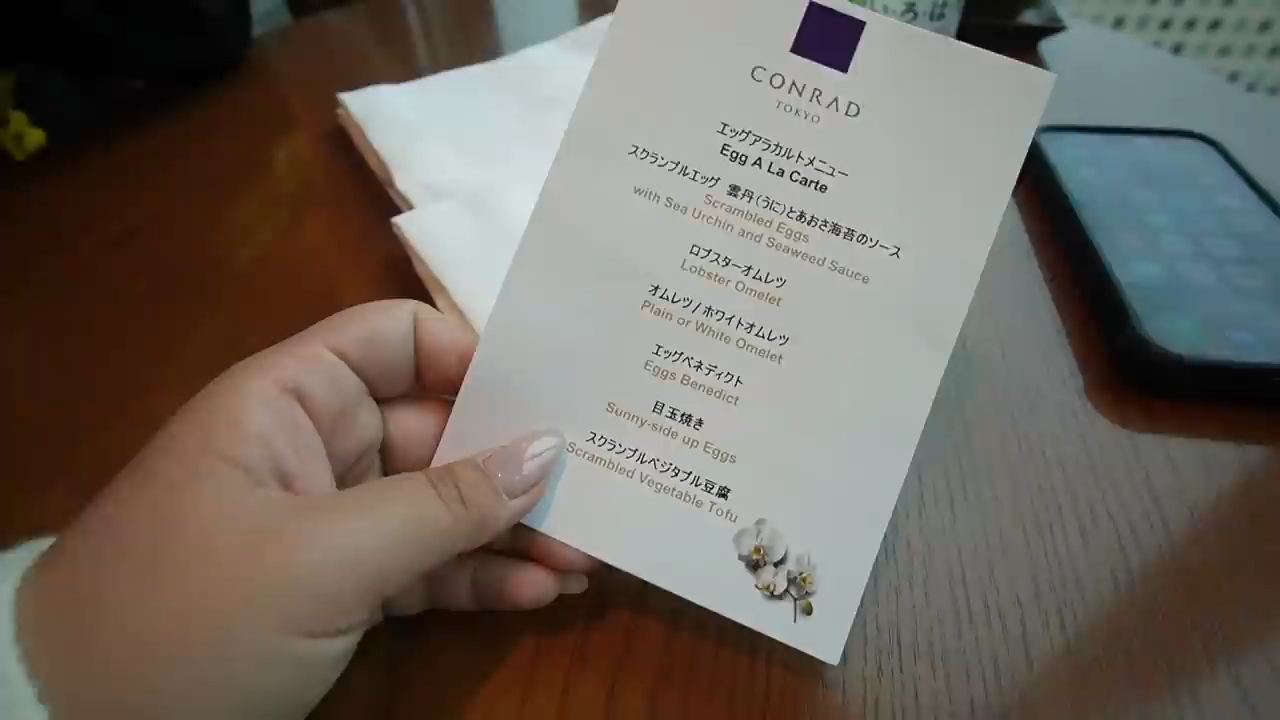 いろは
CONRAD
TOKYO
エッグアラカルトメニュー
Egg A La Carte
スクランブルエッグ 雲丹(うに)とあおさ海苔のソース
Scrambled Eggs
with Sea Urchin and Seaweed Sauce
ロブスターオムレツ
Lobster Omelet
オムレツ/ホワイトオムレツ
Plain or White Omelet
エッグベネディクト
Eggs Benedict
目玉焼き
Sunny-side up Eggs
スクランブルベジタブル豆腐
Scrambled Vegetable Tofu